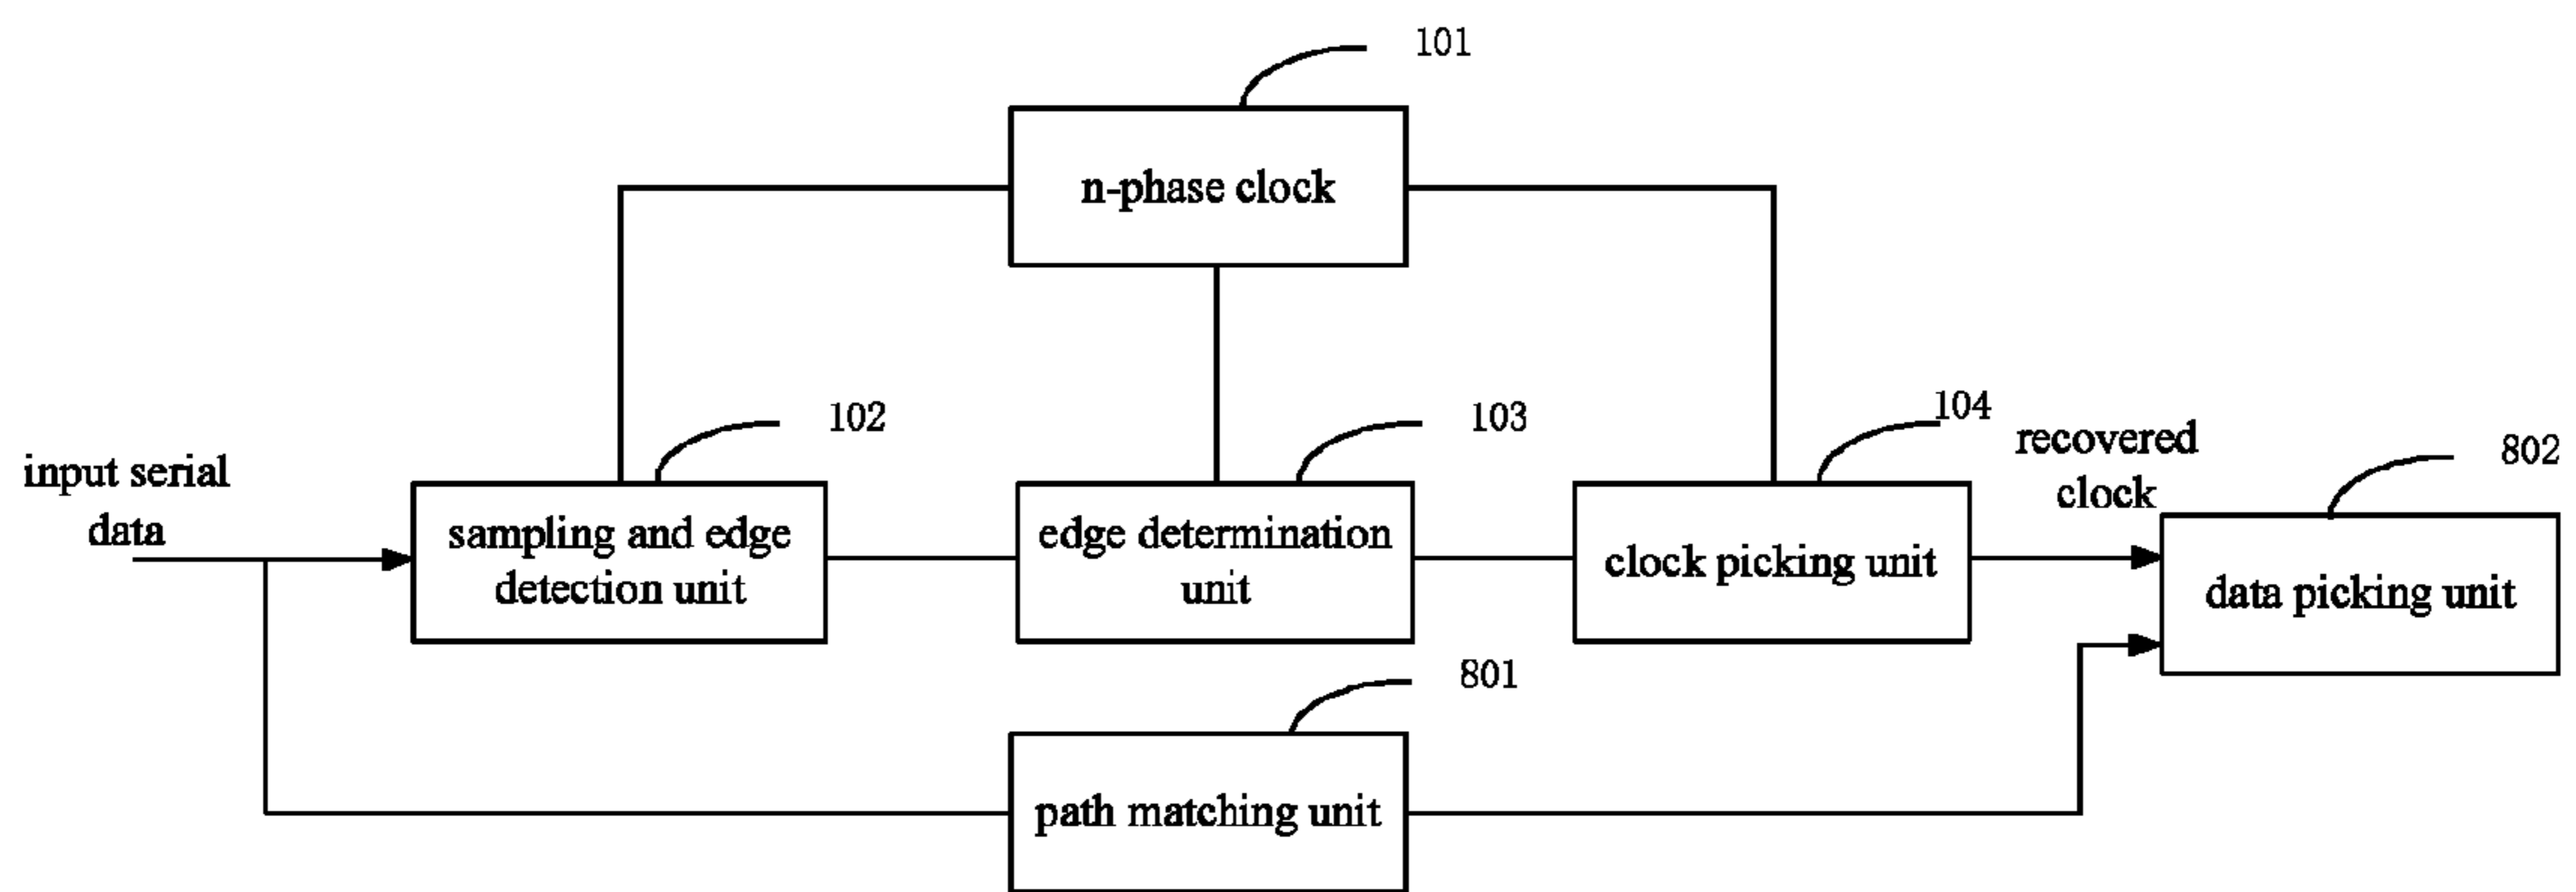 101
n-phase clock
102
103
104
recovered
clock
802
input serial
data
sampling and edge
detection unit
edge determination
unit
clock picking unit
data picking unit
801
path matching unit